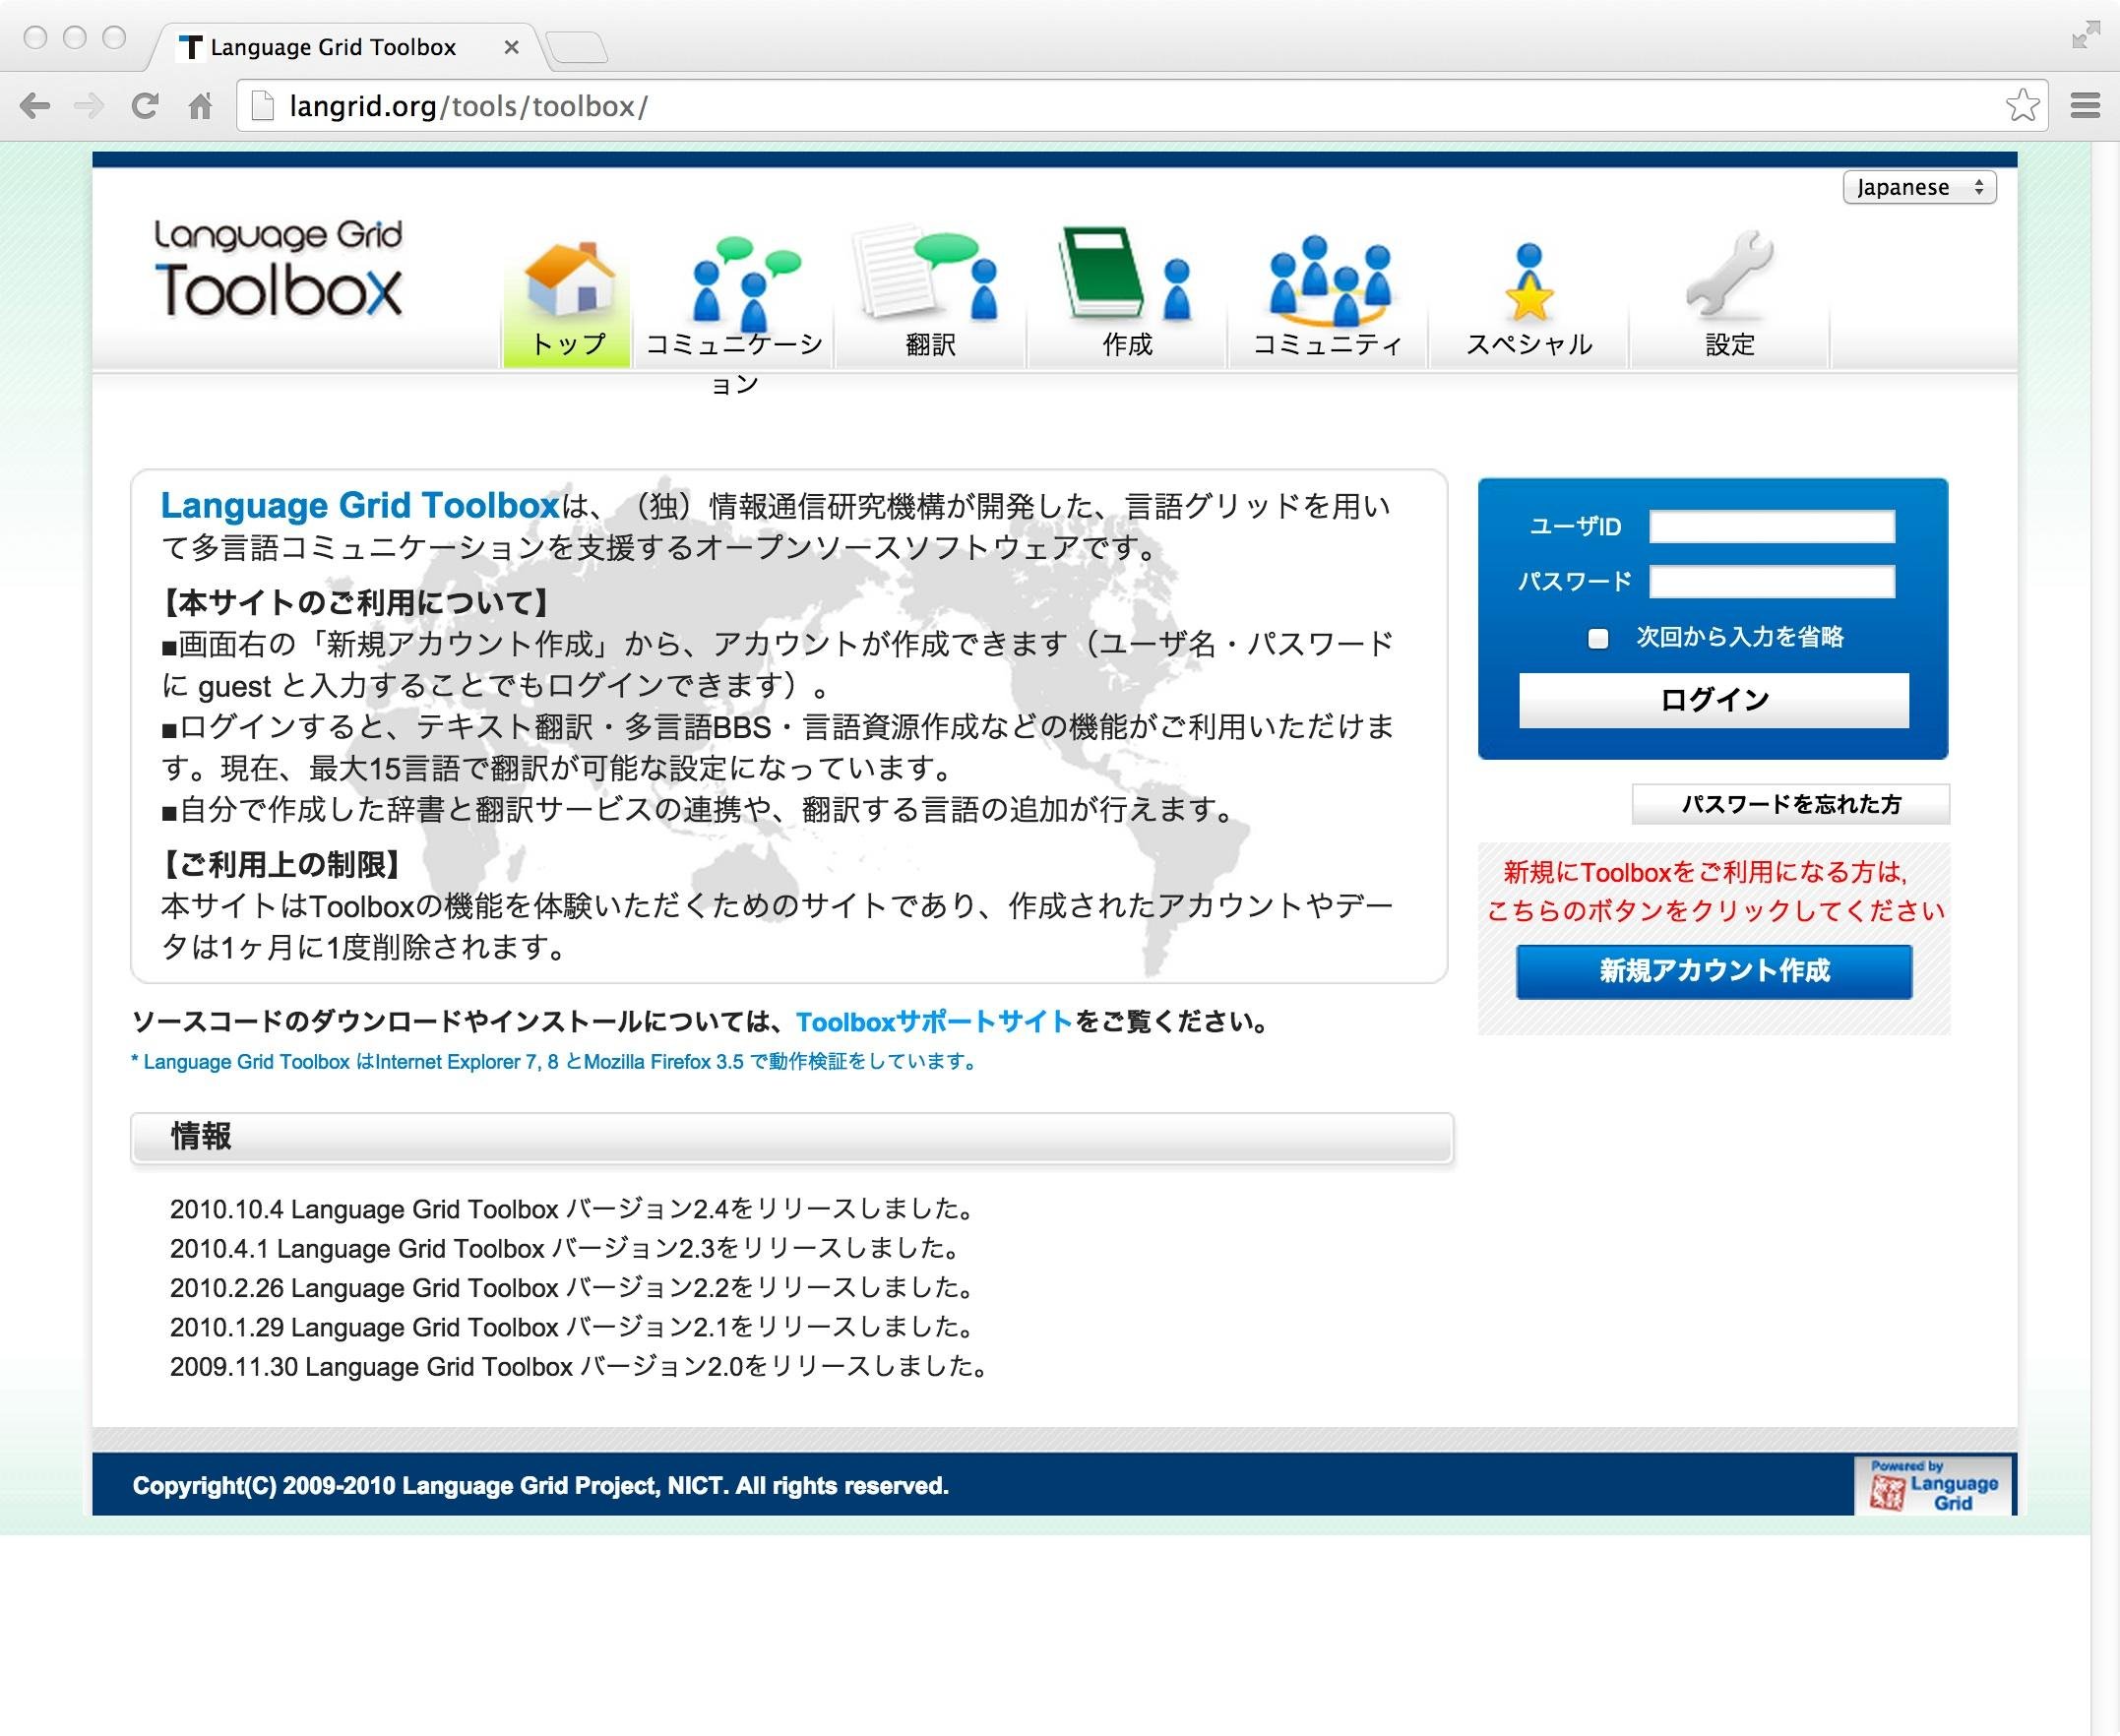 Language Grid Toolbox
langrid.org/tools/toolbox/
Japanese
Language Grid
Toolbox
トップ
コミュニケーシ
ョン
翻訳
作成
コミュニティ
スペシャル
設定
Language Grid Toolboxは、（独）情報通信研究機構が開発した、言語グリッドを用い
て多言語コミュニケーションを支援するオープンソースソフトウェアです。
【本サイトのご利用について】
■画面右の「新規アカウント作成」から、アカウントが作成できます（ユーザ名・パスワード
に guest と入力することでもログインできます）。
■ログインすると、テキスト翻訳・多言語BBS・言語資源作成などの機能がご利用いただけま
す。現在、最大15言語で翻訳が可能な設定になっています。
■自分で作成した辞書と翻訳サービスの連携や、翻訳する言語の追加が行えます。
【ご利用上の制限】
本サイトはToolboxの機能を体験いただくためのサイトであり、作成されたアカウントやデー
タは1ヶ月に1度削除されます。
ソースコードのダウンロードやインストールについては、Toolboxサポートサイトをご覧ください。
* Language Grid Toolbox はInternet Explorer 7, 8 とMozilla Firefox 3.5 で動作検証をしています。
ユーザID
パスワード
次回から入力を省略
ログイン
パスワードを忘れた方
新規にToolboxをご利用になる方は,
こちらのボタンをクリックしてください
新規アカウント作成
情報
2010.10.4 Language Grid Toolbox バージョン2.4をリリースしました。
2010.4.1 Language Grid Toolbox バージョン2.3をリリースしました。
2010.2.26 Language Grid Toolbox バージョン2.2をリリースしました。
2010.1.29 Language Grid Toolbox バージョン2.1をリリースしました。
2009.11.30 Language Grid Toolbox バージョン2.0をリリースしました。
Copyright(C) 2009-2010 Language Grid Project, NICT. All rights reserved.
Powered by
Language
Grid